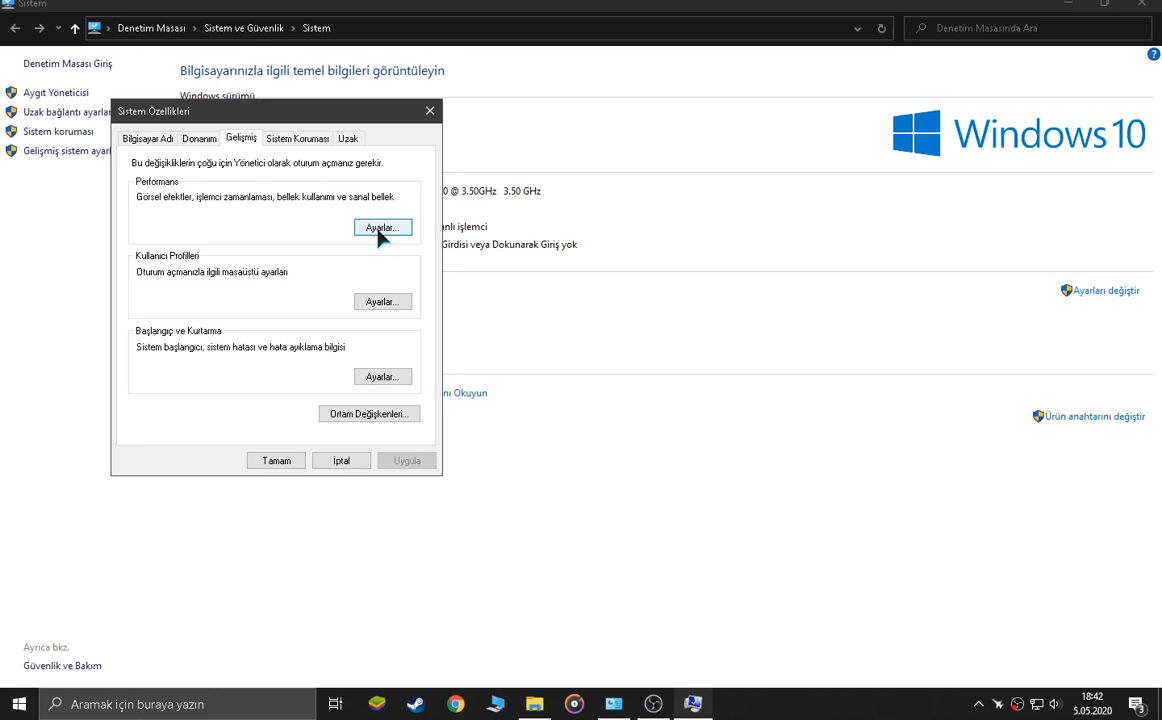 Sistem
Denetim Masası › Sistem ve Güvenlik › Sistem
Denetim Masasında Ara
Denetim Masası Giriş
Bilgisayarınızla ilgili temel bilgileri görüntüleyin
Aygıt Yöneticisi
Windows sürümü
Uzak bağlantı ayarlar
Sistem koruması
Gelişmiş sistem ayarl
Sistem Özellikleri
Bilgisayar Adı Donanım Gelişmiş Sistem Koruması Uzak
Bu değişikliklerin çoğu için Yönetici olarak oturum açmanız gerekir.
Performans
Görsel efektler, işlemci zamanlaması, bellek kullanımı ve sanal bellek
Ayarlar...
Kullanıcı Profilleri
Oturum açmanızla ilgili masaüstü ayarları
Ayarlar...
Başlangıç ve Kurtarma
Sistem başlangıcı, sistem hatası ve hata ayıklama bilgisi
Ayarlar...
Ortam Değişkenleri...
Tamam İptal Uygula
Windows 10
0 @ 3.50GHz 3.50 GHz
nlı işlemci
Girdisi veya Dokunarak Giriş yok
Ayarları değiştir
nı Okuyun
Ürün anahtarını değiştir
Ayrıca bkz.
Güvenlik ve Bakım
Aramak için buraya yazın
18:42
5.05.2020
3